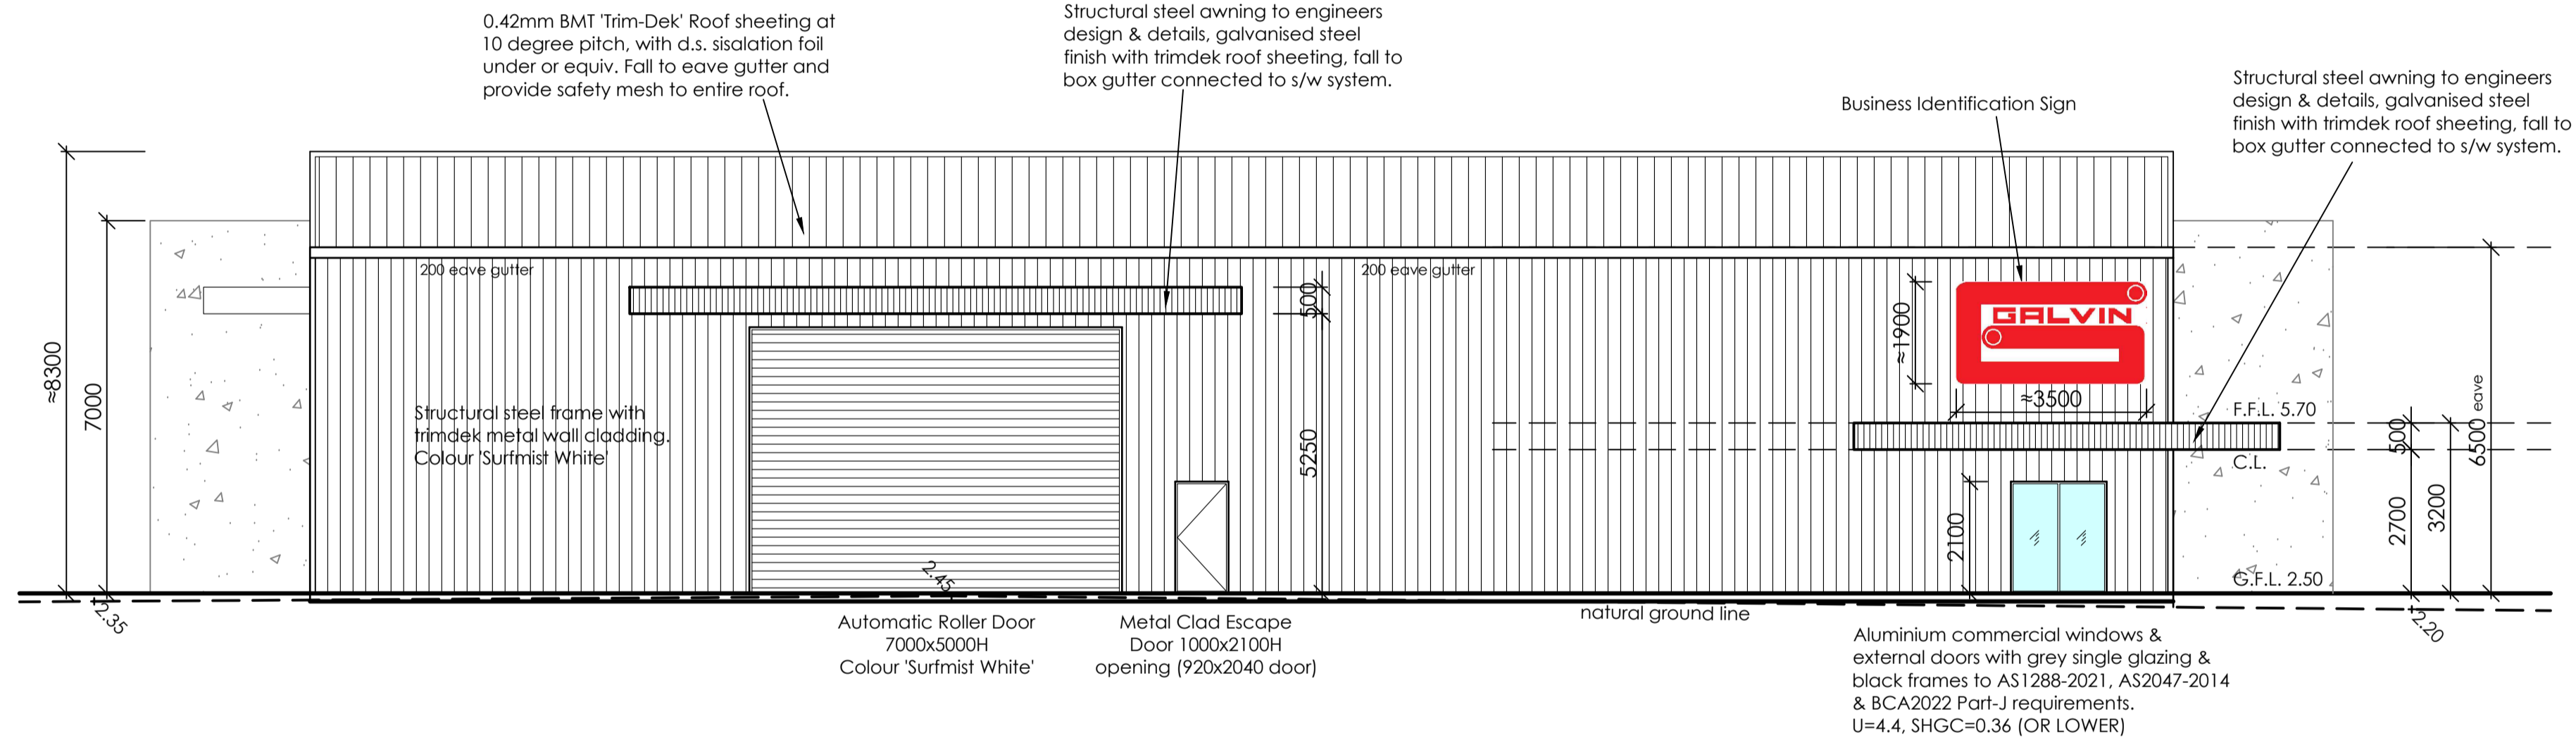 0.42mm BMT 'Trim-Dek' Roof sheeting at
10 degree pitch, with d.s. sisalation foil
under or equiv. Fall to eave gutter and
provide safety mesh to entire roof.
Structural steel awning to engineers
design & details, galvanised steel
finish with trimdek roof sheeting, fall to
box gutter connected to s/w system.
Business Identification Sign
Structural steel awning to engineers
design & details, galvanised steel
finish with trimdek roof sheeting, fall to
box gutter connected to s/w system.
≈8300
7000
200 eave gutter
200 eave gutter
500
5250
≈1900
GALVIN
≈3500
Structural steel frame with
trimdek metal wall cladding.
Colour 'Surfmist White'
F.F.L. 5.70
C.L.
G.F.L. 2.50
500
2700
3200
6500 eave
2100
2.45
2.35
2.20
natural ground line
Automatic Roller Door
7000x5000H
Colour 'Surfmist White'
Metal Clad Escape
Door 1000x2100H
opening (920x2040 door)
Aluminium commercial windows &
external doors with grey single glazing &
black frames to AS1288-2021, AS2047-2014
& BCA2022 Part-J requirements.
U=4.4, SHGC=0.36 (OR LOWER)